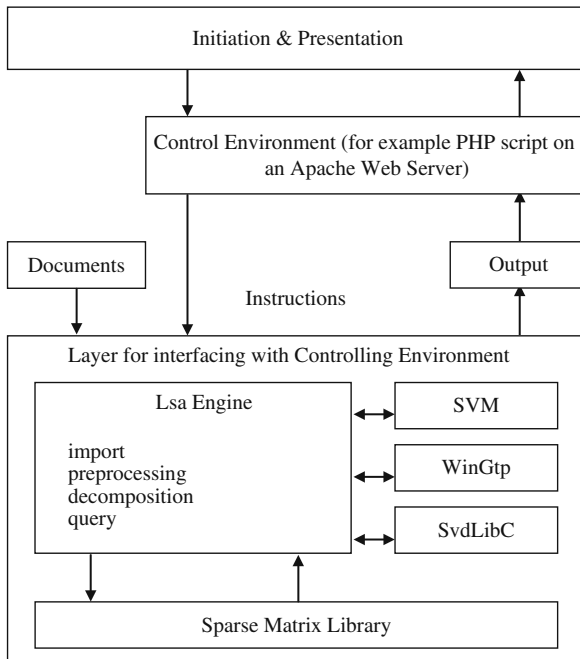 Initiation & Presentation
Control Environment (for example PHP script on
an Apache Web Server)
Documents
Output
Instructions
Layer for interfacing with Controlling Environment
Lsa Engine
SVM
import
preprocessing
decomposition
query
WinGtp
SvdLibC
Sparse Matrix Library